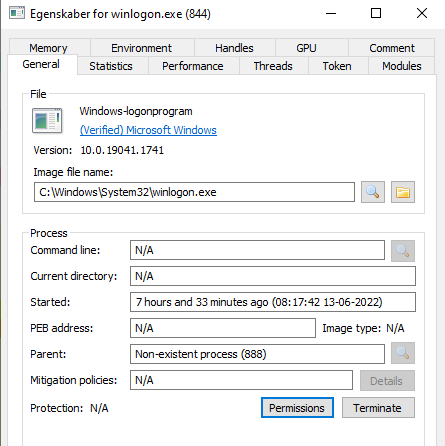 Egenskaber for winlogon.exe (844)
Memory Environment Handles GPU Comment
General Statistics Performance Threads Token Modules
File
Windows-logonprogram
(Verified) Microsoft Windows
Version: 10.0.19041.1741
Image file name:
C:\Windows\System32\winlogon.exe
Process
Command line: N/A
Current directory: N/A
Started: 7 hours and 33 minutes ago (08:17:42 13-06-2022)
PEB address: N/A Image type: N/A
Parent: Non-existent process (888)
Mitigation policies: N/A Details
Protection: N/A Permissions Terminate